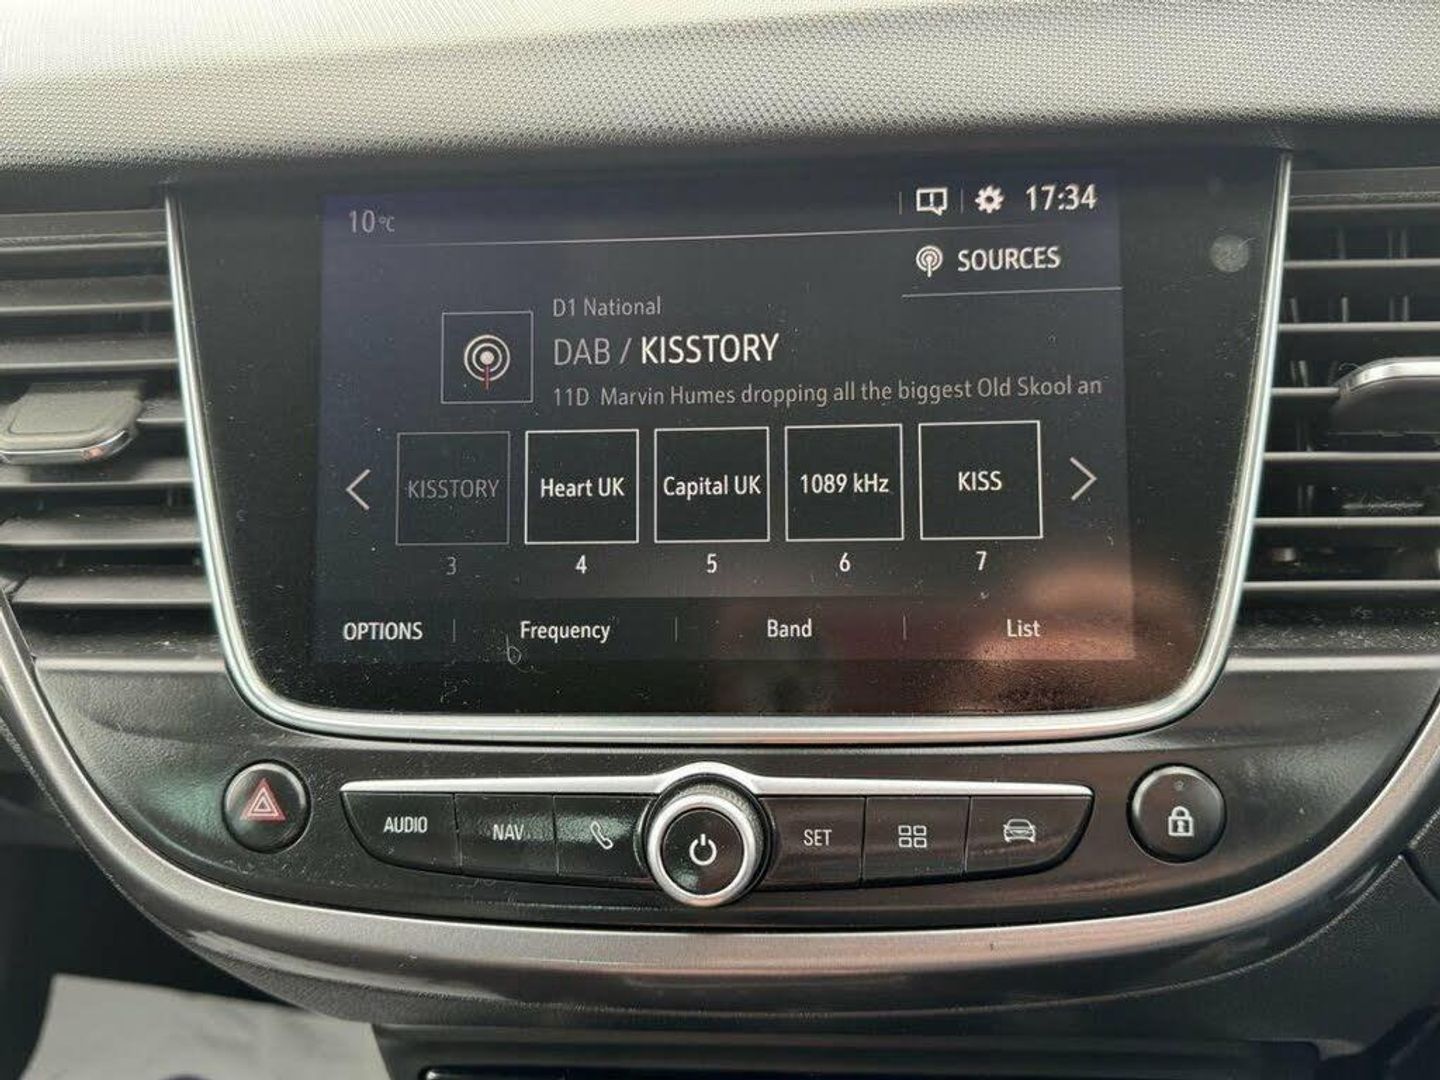 10°C
17:34
SOURCES
D1 National
DAB / KISSTORY
11D Marvin Humes dropping all the biggest Old Skool an
KISSTORY
Heart UK
Capital UK
1089 kHz
KISS
3
4
5
6
7
OPTIONS
Frequency
Band
List
AUDIO
NAV
SET